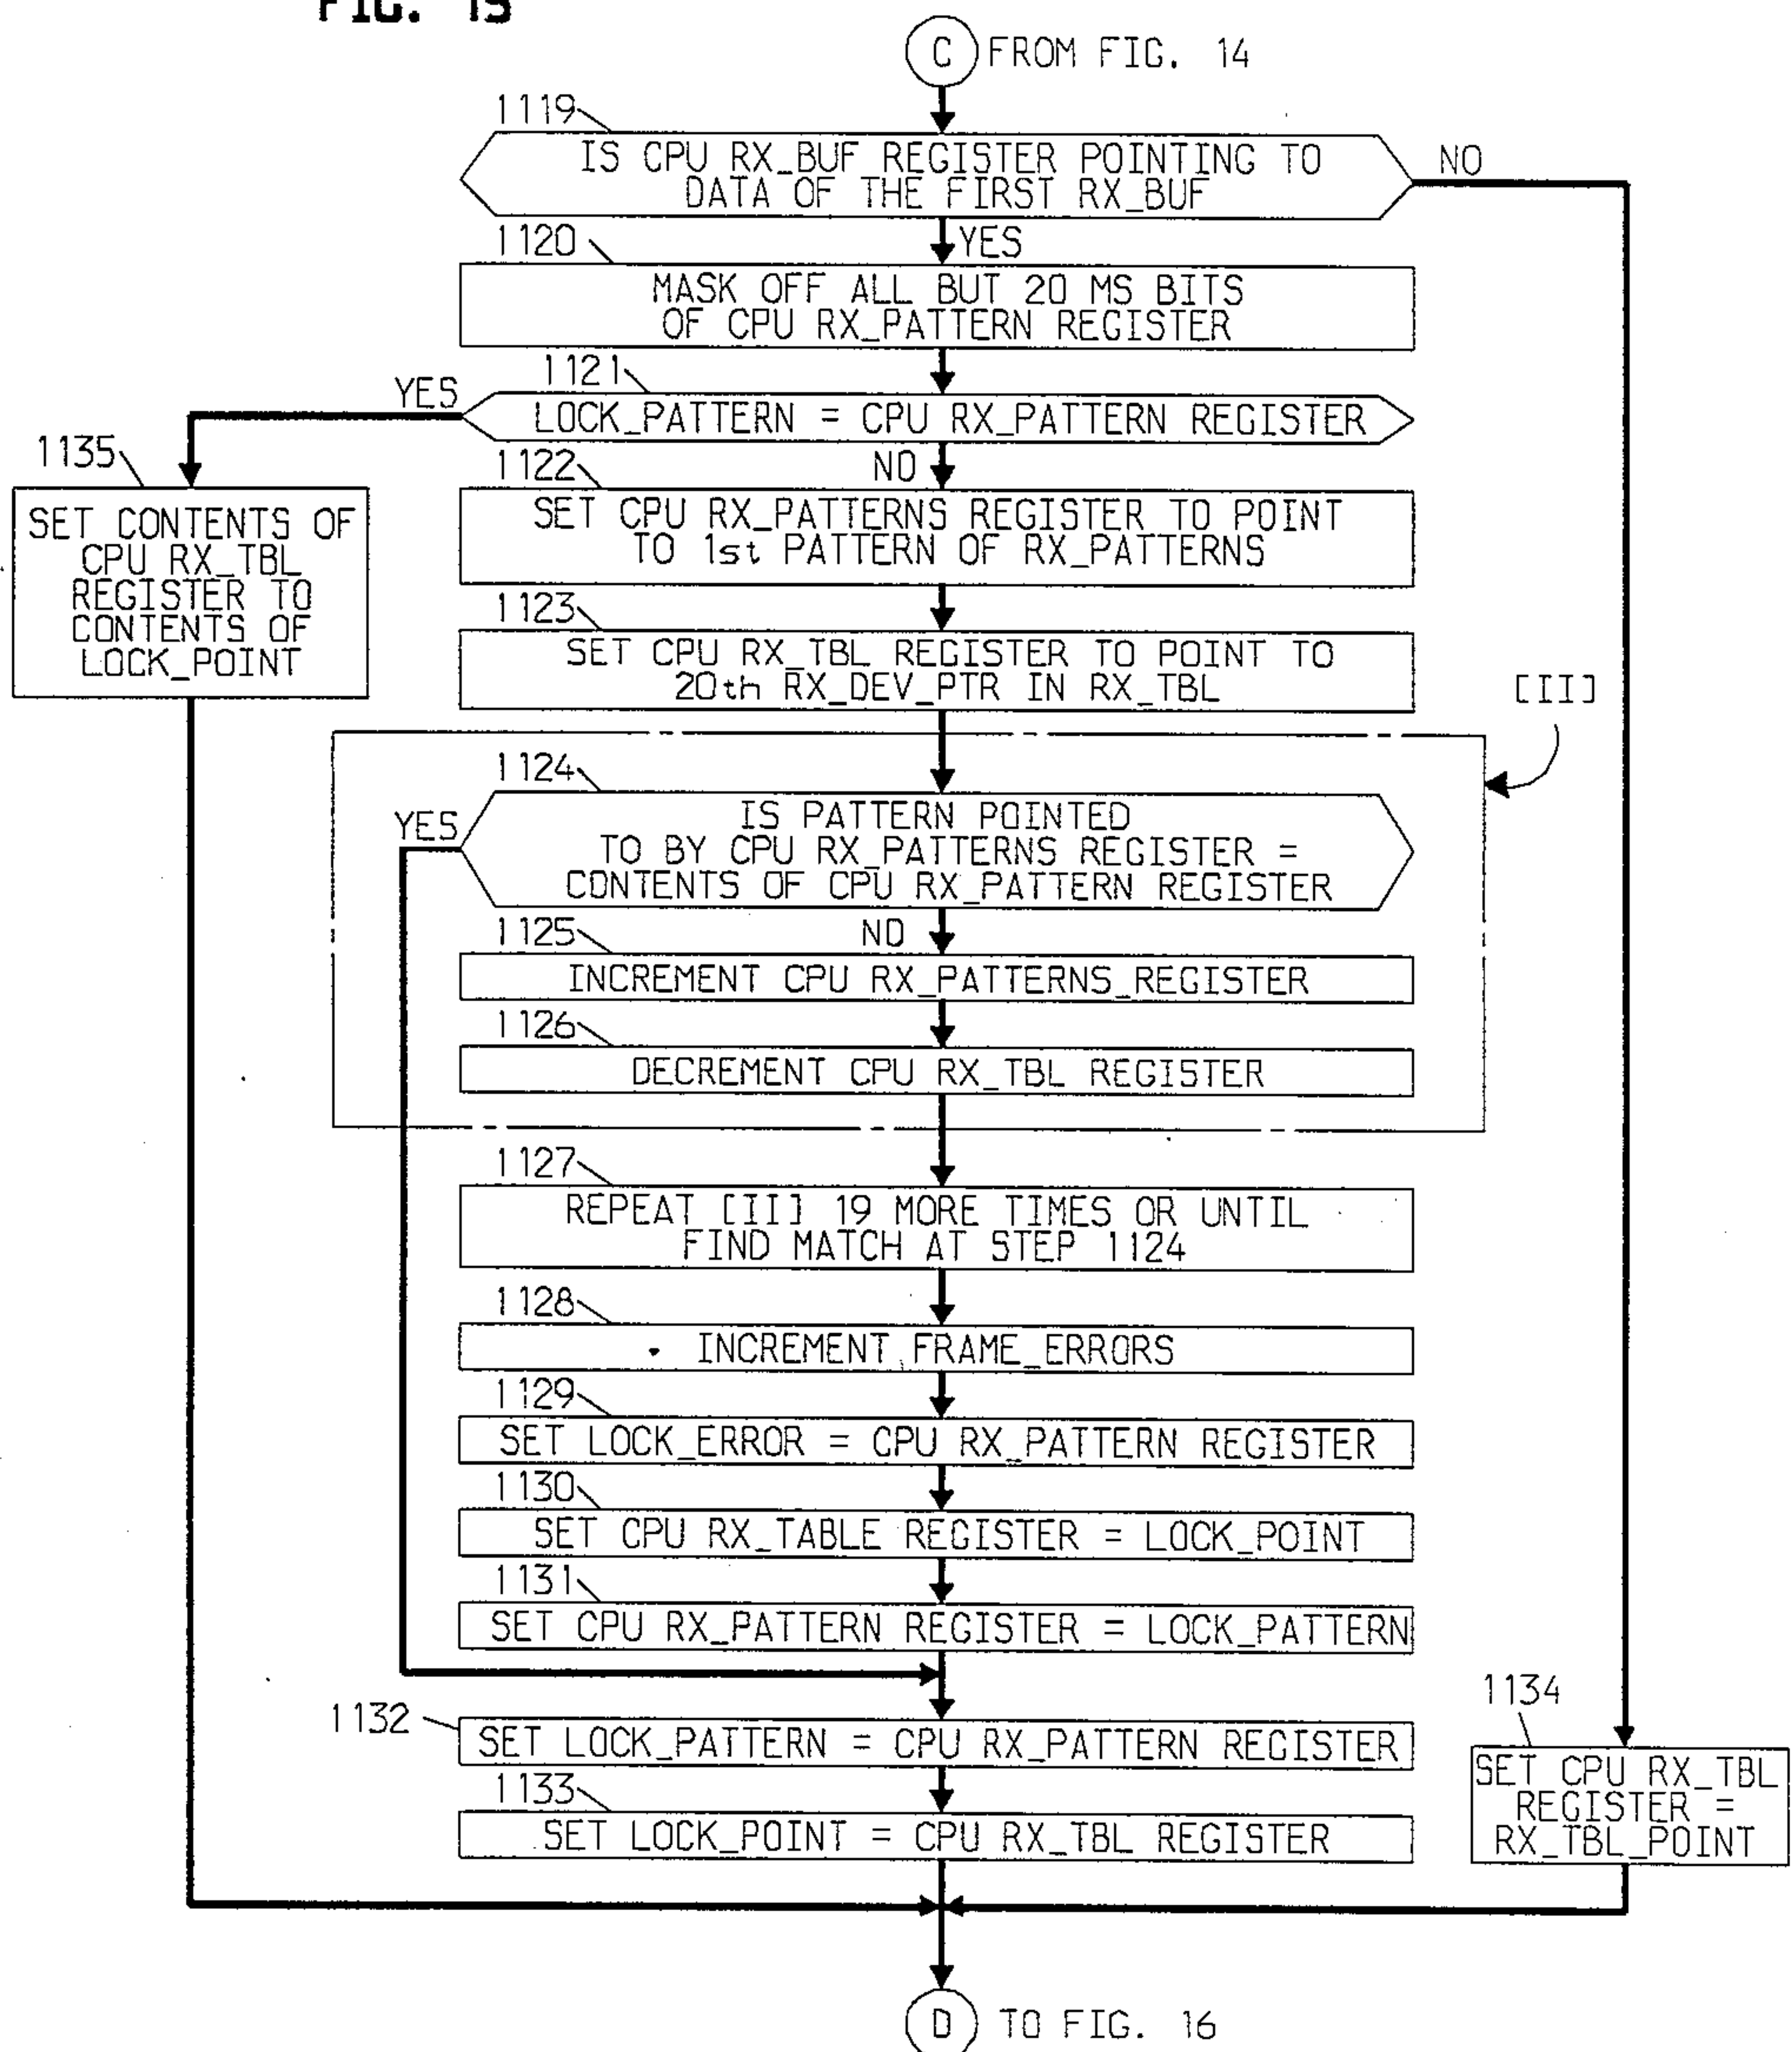 FIG. 15
C FROM FIG. 14
1119
IS CPU RX_BUF REGISTER POINTING TO
DATA OF THE FIRST RX_BUF
NO
YES
1120
MASK OFF ALL BUT 20 MS BITS
OF CPU RX_PATTERN REGISTER
1121
YES
LOCK_PATTERN = CPU RX_PATTERN REGISTER
NO
1135
SET CONTENTS OF
CPU RX_TBL
REGISTER TO
CONTENTS OF
LOCK_POINT
1122
SET CPU RX_PATTERNS REGISTER TO POINT
TO 1st PATTERN OF RX_PATTERNS
1123
SET CPU RX_TBL REGISTER TO POINT TO
20th RX_DEV_PTR IN RX_TBL
[II]
1124
YES
IS PATTERN POINTED
TO BY CPU RX_PATTERNS REGISTER =
CONTENTS OF CPU RX_PATTERN REGISTER
NO
1125
INCREMENT CPU RX_PATTERNS_REGISTER
1126
DECREMENT CPU RX_TBL REGISTER
1127
REPEAT [II] 19 MORE TIMES OR UNTIL
FIND MATCH AT STEP 1124
1128
INCREMENT FRAME_ERRORS
1129
SET LOCK_ERROR = CPU RX_PATTERN REGISTER
1130
SET CPU RX_TABLE REGISTER = LOCK_POINT
1131
SET CPU RX_PATTERN REGISTER = LOCK_PATTERN
1132
SET LOCK_PATTERN = CPU RX_PATTERN REGISTER
1133
SET LOCK_POINT = CPU RX_TBL REGISTER
1134
SET CPU RX_TBL
REGISTER =
RX_TBL_POINT
D TO FIG. 16